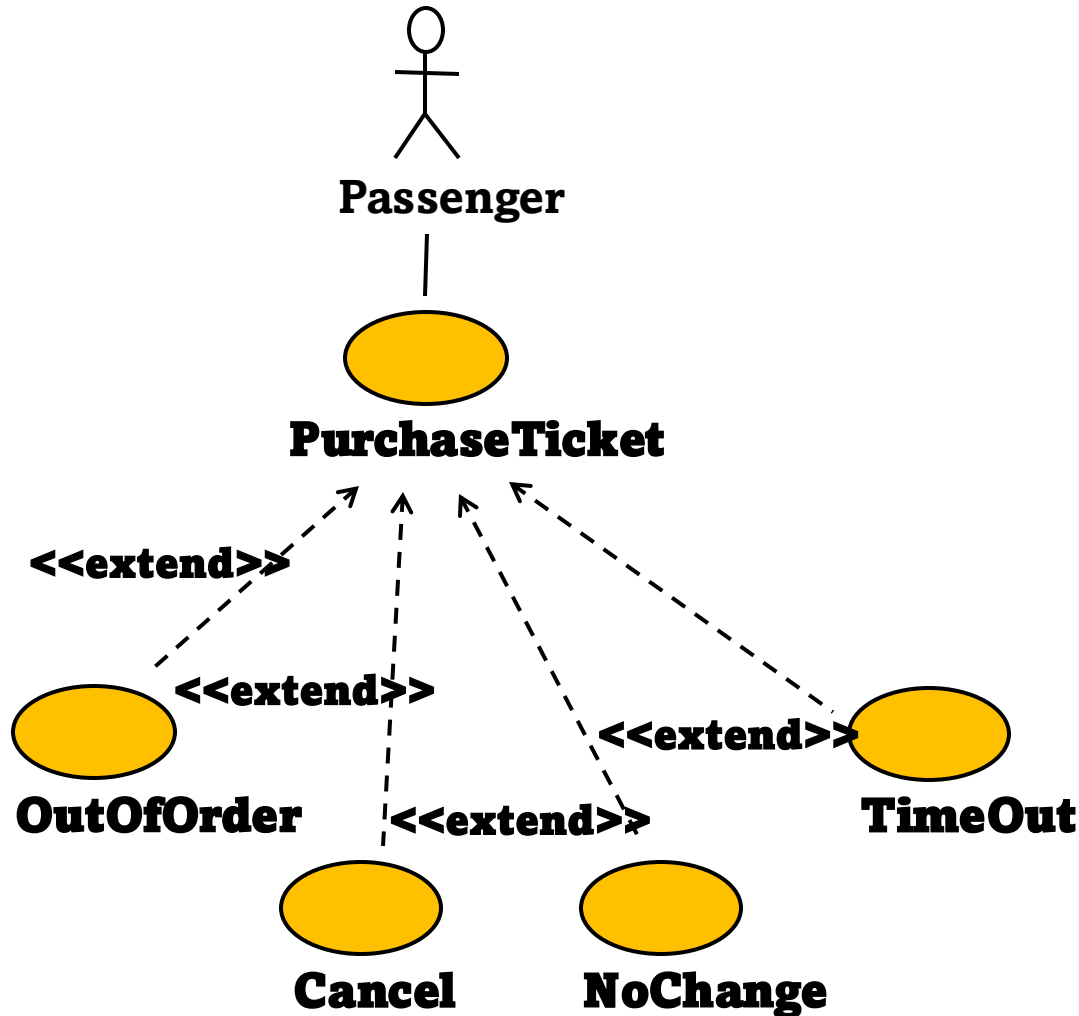 Passenger
PurchaseTicket
<<extend>>
<<extend>>
<<extend>>
OutOfOrder
TimeOut
<<extend>>
Cancel
NoChange